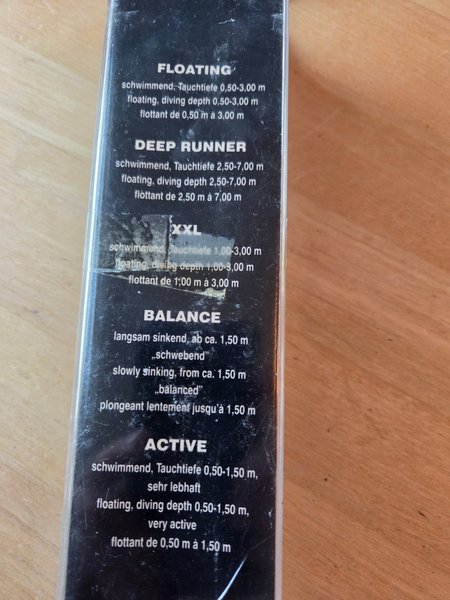 FLOATING
schwimmend, Tauchtiefe 0,50-3,00 m
floating, diving depth 0,50-3,00 m
flottant de 0,50 m à 3,00 m
DEEP RUNNER
schwimmend, Tauchtiefe 2,50-7,00 m
floating, diving depth 2,50-7,00 m
flottant de 2,50 m à 7,00 m
XXL
schwimmend, Tauchtiefe 1,00-3,00 m
floating, diving depth 1,00-3,00 m
flottant de 1,00 m à 3,00 m
BALANCE
langsam sinkend, ab ca. 1,50 m
„schwebend"
slowly sinking, from ca. 1,50 m
„balanced"
plongeant lentement jusqu'à 1,50 m
ACTIVE
schwimmend, Tauchtiefe 0,50-1,50 m,
sehr lebhaft
floating, diving depth 0,50-1,50 m,
very active
flottant de 0,50 m à 1,50 m